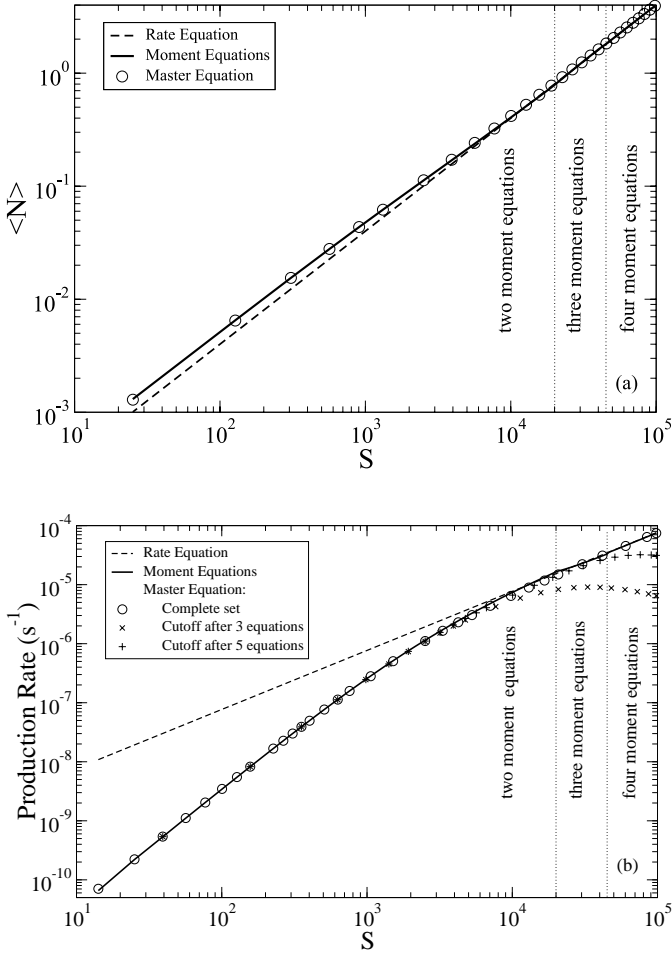 Rate Equation
Moment Equations
Master Equation
10^0
10^-1
10^-2
10^-3
<N>
two moment equations
three moment equations
four moment equations
(a)
10^1 10^2 10^3 10^4 10^5
S
10^-4
10^-5
10^-6
10^-7
10^-8
10^-9
10^-10
Production Rate (s^-1)
Rate Equation
Moment Equations
Master Equation:
Complete set
Cutoff after 3 equations
Cutoff after 5 equations
two moment equations
three moment equations
four moment equations
(b)
10^1 10^2 10^3 10^4 10^5
S